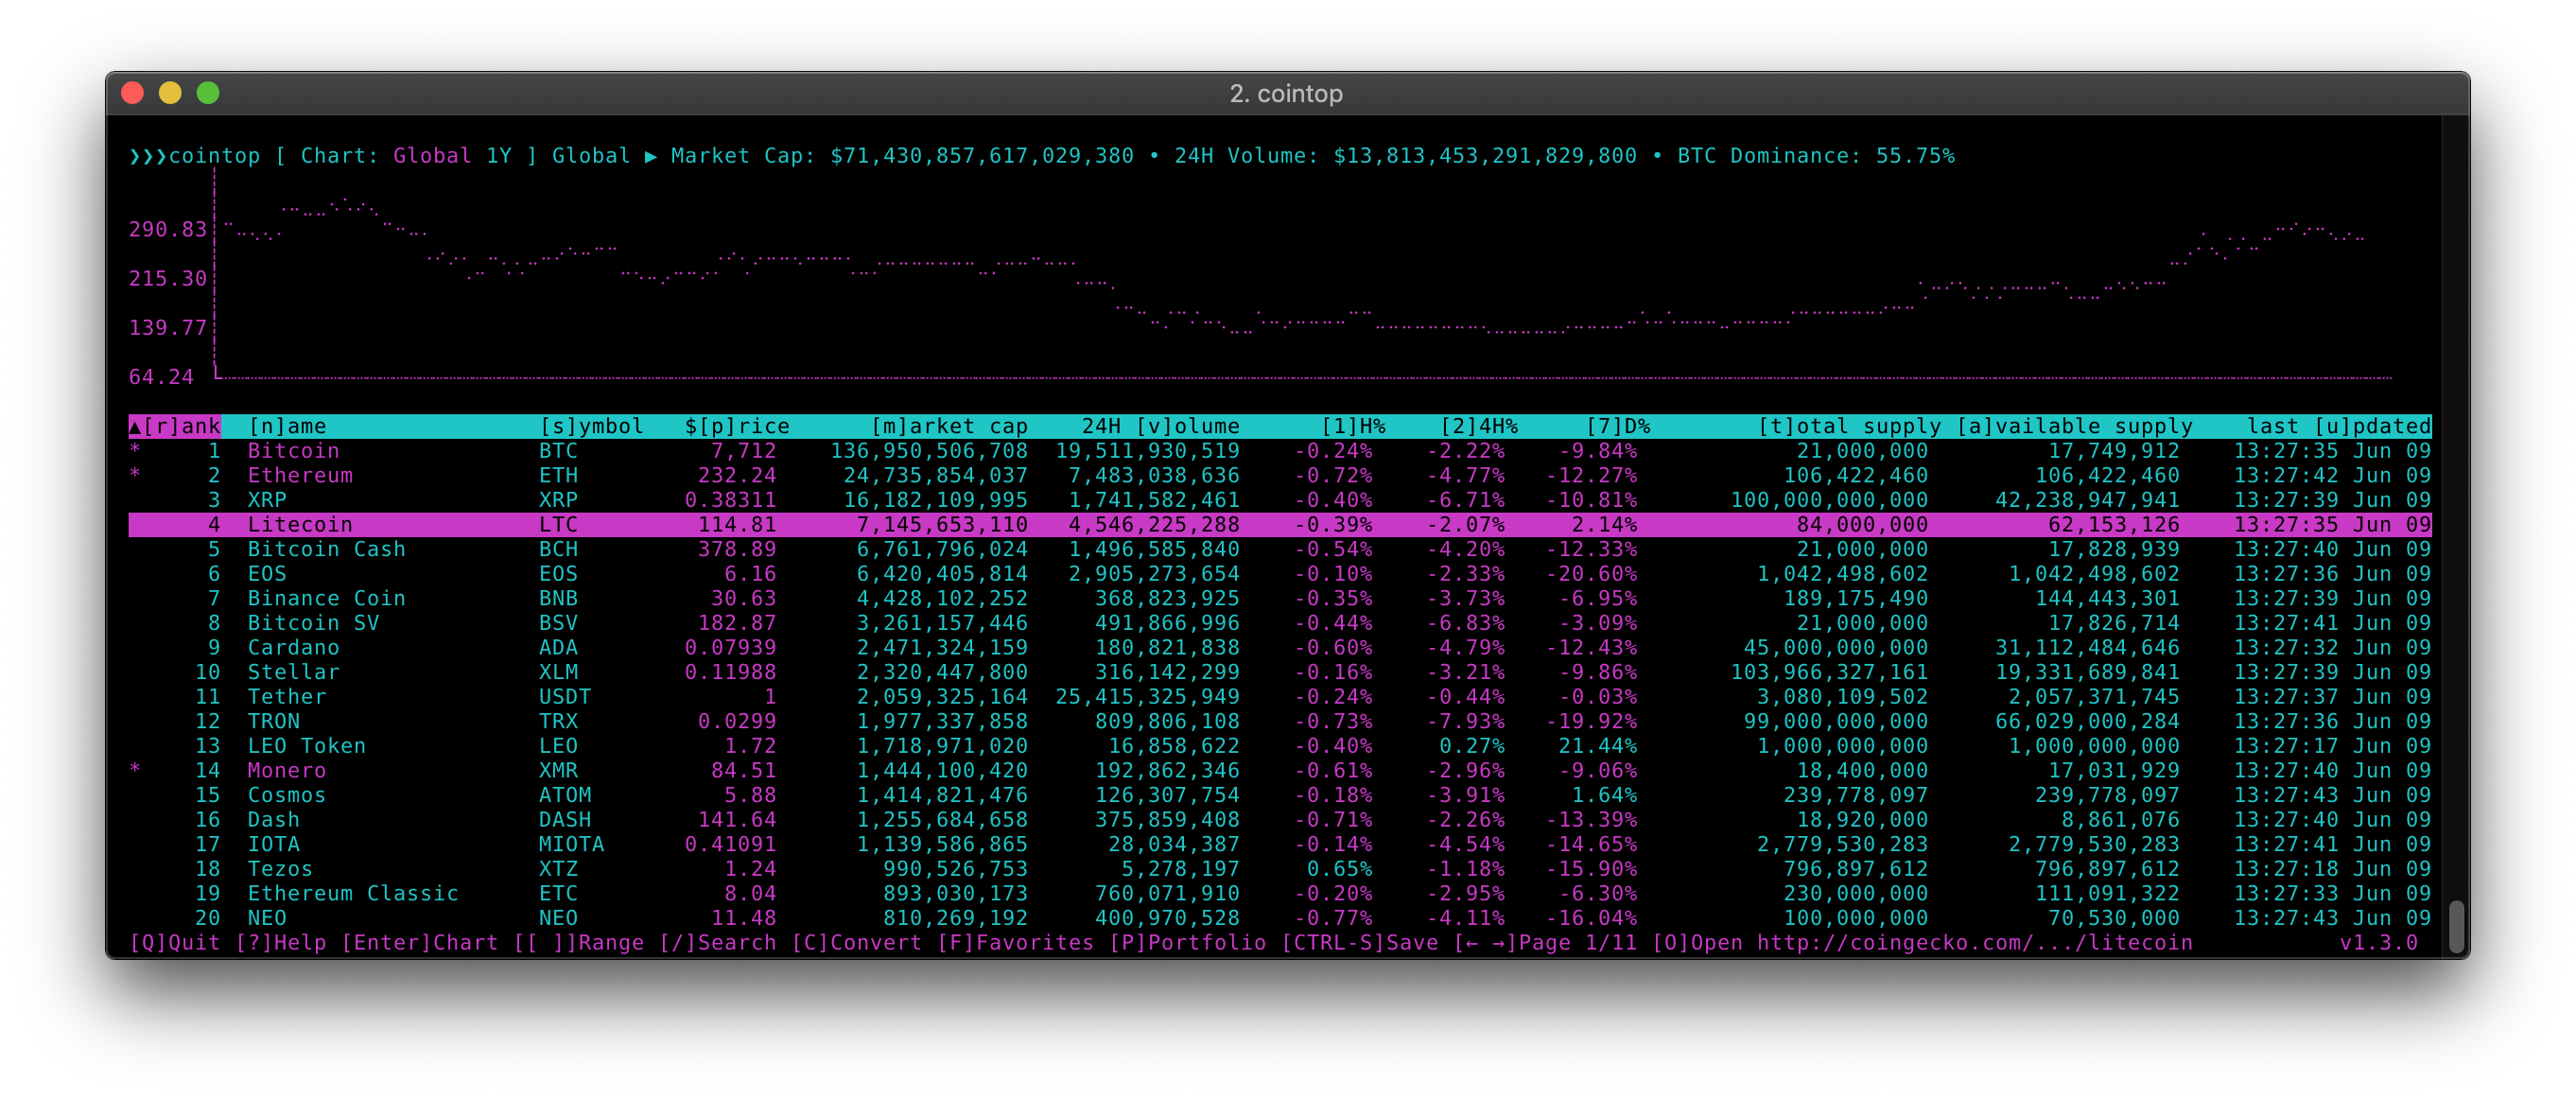 2. cointop
❯❯❯cointop [ Chart: Global 1Y ] Global ▶ Market Cap: $71,430,857,617,029,380 • 24H Volume: $13,813,453,291,829,800 • BTC Dominance: 55.75%
290.83
215.30
139.77
64.24
▲[r]ank [n]ame [s]ymbol $[p]rice [m]arket cap 24H [v]olume [1]H% [2]4H% [7]D% [t]otal supply [a]vailable supply last [u]pdated
* 1 Bitcoin BTC 7,712 136,950,506,708 19,511,930,519 -0.24% -2.22% -9.84% 21,000,000 17,749,912 13:27:35 Jun 09
* 2 Ethereum ETH 232.24 24,735,854,037 7,483,038,636 -0.72% -4.77% -12.27% 106,422,460 106,422,460 13:27:42 Jun 09
3 XRP XRP 0.38311 16,182,109,995 1,741,582,461 -0.40% -6.71% -10.81% 100,000,000,000 42,238,947,941 13:27:39 Jun 09
4 Litecoin LTC 114.81 7,145,653,110 4,546,225,288 -0.39% -2.07% 2.14% 84,000,000 62,153,126 13:27:35 Jun 09
5 Bitcoin Cash BCH 378.89 6,761,796,024 1,496,585,840 -0.54% -4.20% -12.33% 21,000,000 17,828,939 13:27:40 Jun 09
6 EOS EOS 6.16 6,420,405,814 2,905,273,654 -0.10% -2.33% -20.60% 1,042,498,602 1,042,498,602 13:27:36 Jun 09
7 Binance Coin BNB 30.63 4,428,102,252 368,823,925 -0.35% -3.73% -6.95% 189,175,490 144,443,301 13:27:39 Jun 09
8 Bitcoin SV BSV 182.87 3,261,157,446 491,866,996 -0.44% -6.83% -3.09% 21,000,000 17,826,714 13:27:41 Jun 09
9 Cardano ADA 0.07939 2,471,324,159 180,821,838 -0.60% -4.79% -12.43% 45,000,000,000 31,112,484,646 13:27:32 Jun 09
10 Stellar XLM 0.11988 2,320,447,800 316,142,299 -0.16% -3.21% -9.86% 103,966,327,161 19,331,689,841 13:27:39 Jun 09
11 Tether USDT 1 2,059,325,164 25,415,325,949 -0.24% -0.44% -0.03% 3,080,109,502 2,057,371,745 13:27:37 Jun 09
12 TRON TRX 0.0299 1,977,337,858 809,806,108 -0.73% -7.93% -19.92% 99,000,000,000 66,029,000,284 13:27:36 Jun 09
13 LEO Token LEO 1.72 1,718,971,020 16,858,622 -0.40% 0.27% 21.44% 1,000,000,000 1,000,000,000 13:27:17 Jun 09
* 14 Monero XMR 84.51 1,444,100,420 192,862,346 -0.61% -2.96% -9.06% 18,400,000 17,031,929 13:27:40 Jun 09
15 Cosmos ATOM 5.88 1,414,821,476 126,307,754 -0.18% -3.91% 1.64% 239,778,097 239,778,097 13:27:43 Jun 09
16 Dash DASH 141.64 1,255,684,658 375,859,408 -0.71% -2.26% -13.39% 18,920,000 8,861,076 13:27:40 Jun 09
17 IOTA MIOTA 0.41091 1,139,586,865 28,034,387 -0.14% -4.54% -14.65% 2,779,530,283 2,779,530,283 13:27:41 Jun 09
18 Tezos XTZ 1.24 990,526,753 5,278,197 0.65% -1.18% -15.90% 796,897,612 796,897,612 13:27:18 Jun 09
19 Ethereum Classic ETC 8.04 893,030,173 760,071,910 -0.20% -2.95% -6.30% 230,000,000 111,091,322 13:27:33 Jun 09
20 NEO NEO 11.48 810,269,192 400,970,528 -0.77% -4.11% -16.04% 100,000,000 70,530,000 13:27:43 Jun 09
[Q]Quit [?]Help [Enter]Chart [[ ]]Range [/]Search [C]Convert [F]Favorites [P]Portfolio [CTRL-S]Save [← →]Page 1/11 [O]Open http://coingecko.com/.../litecoin v1.3.0